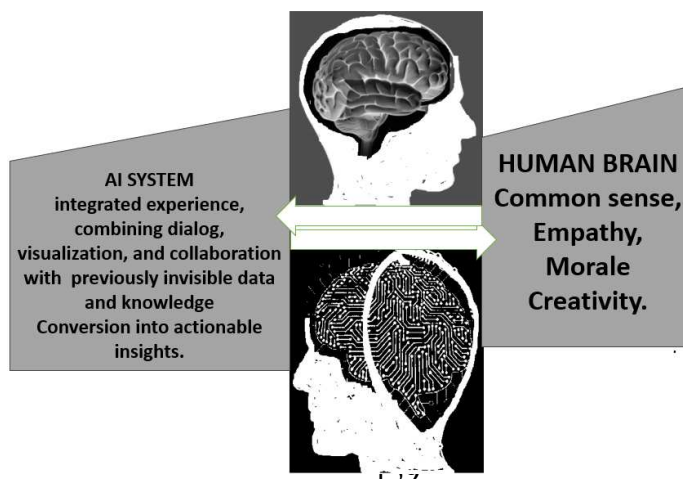 AI SYSTEM
integrated experience,
combining dialog,
visualization, and collaboration
with previously invisible data
and knowledge
Conversion into actionable
insights.
HUMAN BRAIN
Common sense,
Empathy,
Morale
Creativity.